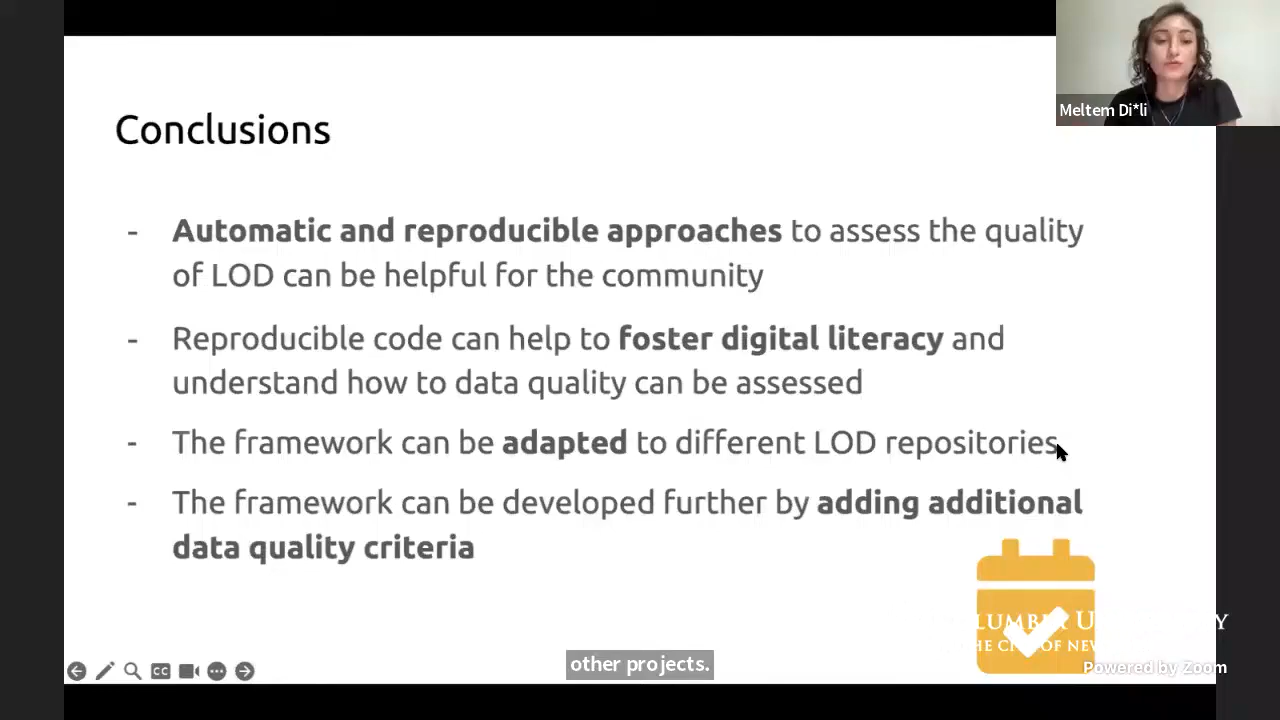 Meltem Di*li
Conclusions
- Automatic and reproducible approaches to assess the quality
of LOD can be helpful for the community
- Reproducible code can help to foster digital literacy and
understand how to data quality can be assessed
- The framework can be adapted to different LOD repositories
- The framework can be developed further by adding additional
data quality criteria
CC
other projects.
Powered by Zoom